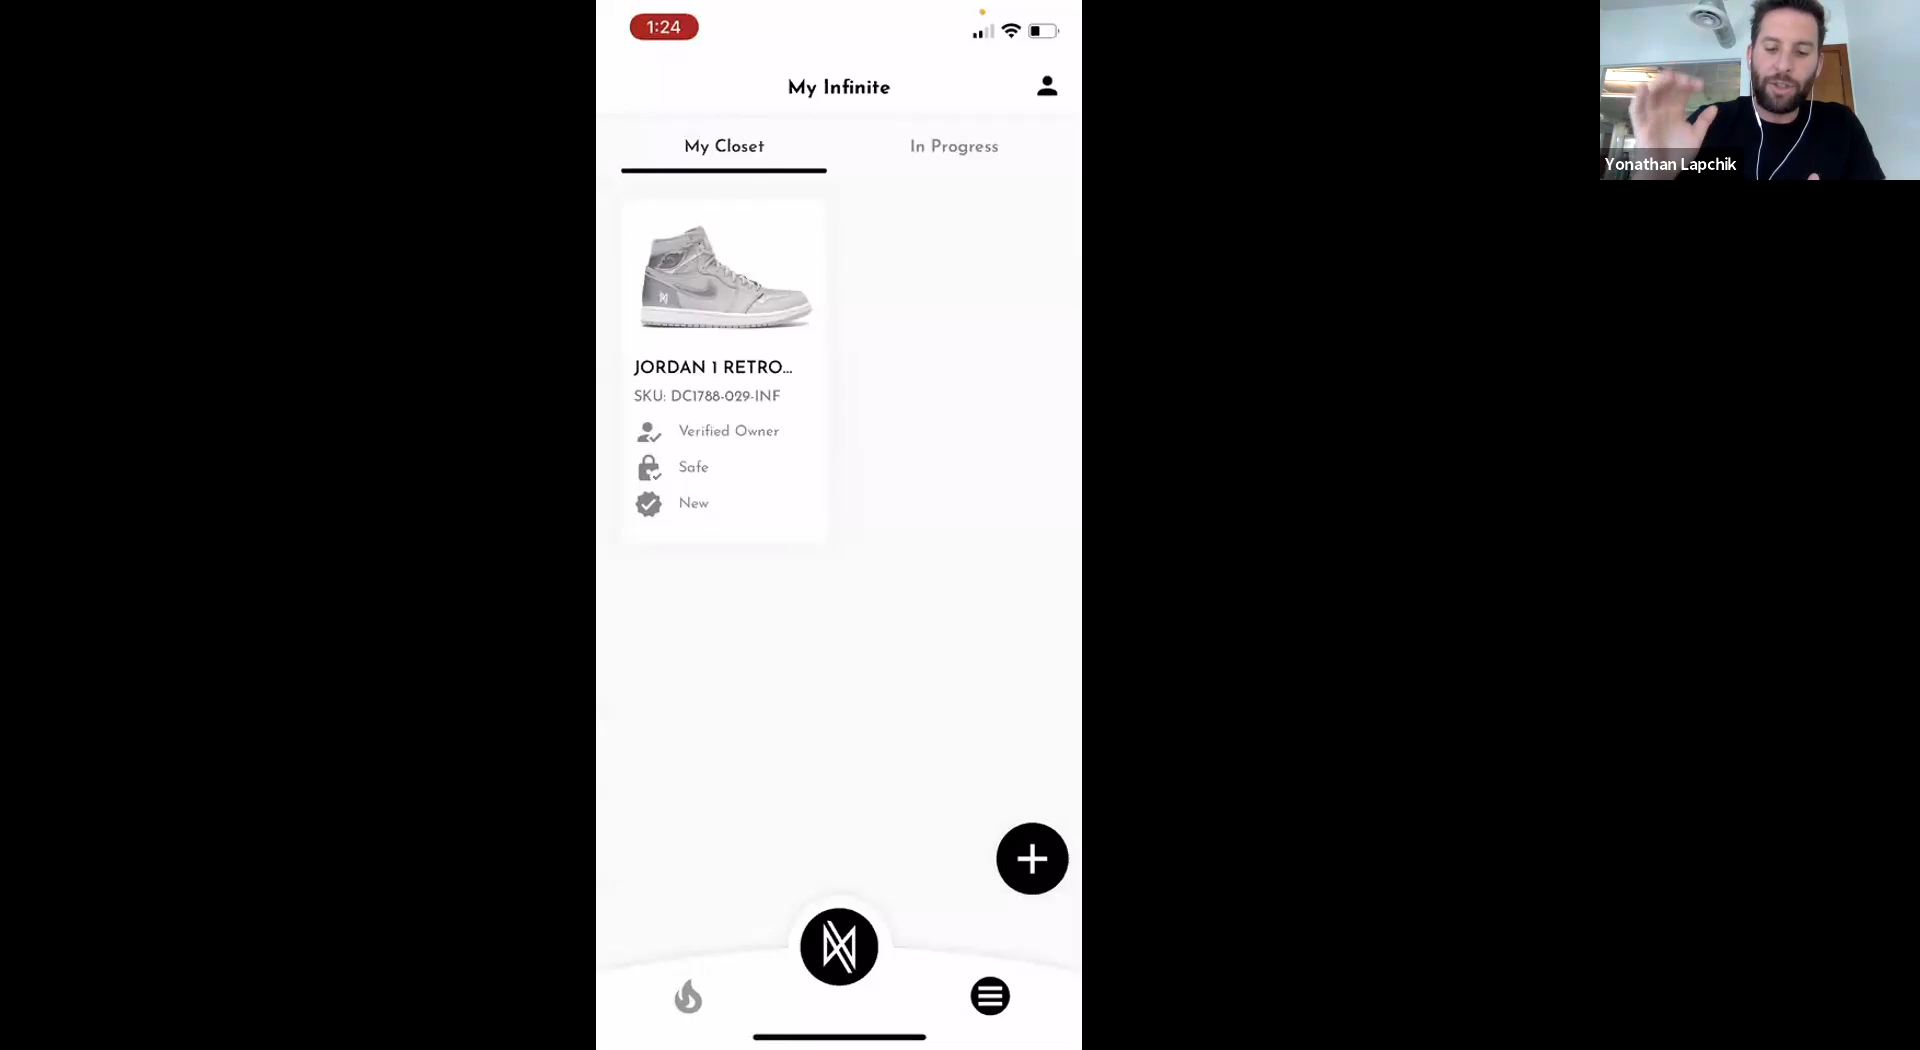 1:24
My Infinite
My Closet
In Progress
JORDAN 1 RETRO...
SKU: DC1788-029-INF
Verified Owner
Safe
New
Yonathan Lapchik